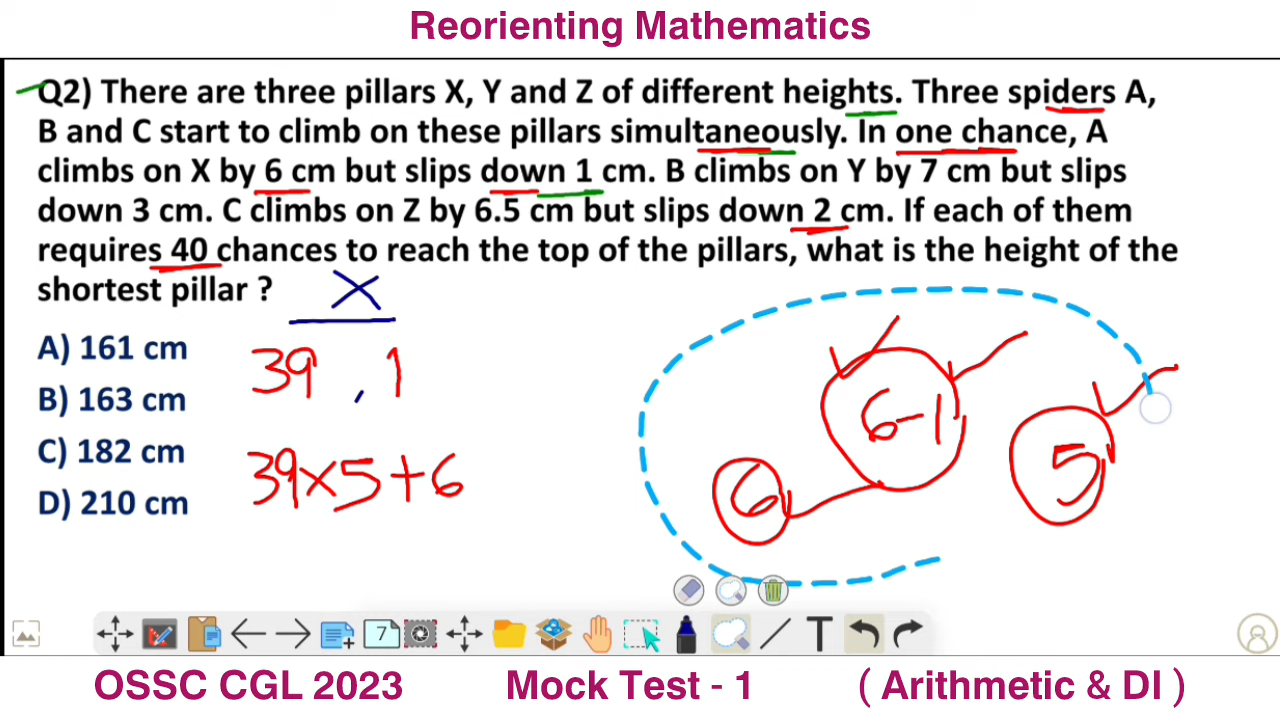 Reorienting Mathematics
Q2) There are three pillars X, Y and Z of different heights. Three spiders A,
B and C start to climb on these pillars simultaneously. In one chance, A
climbs on X by 6 cm but slips down 1 cm. B climbs on Y by 7 cm but slips
down 3 cm. C climbs on Z by 6.5 cm but slips down 2 cm. If each of them
requires 40 chances to reach the top of the pillars, what is the height of the
shortest pillar ?
X
A) 161 cm
B) 163 cm
C) 182 cm
D) 210 cm
39 , 1
39×5+6
6-1
6
5
7
T
OSSC CGL 2023 Mock Test - 1 ( Arithmetic & DI )